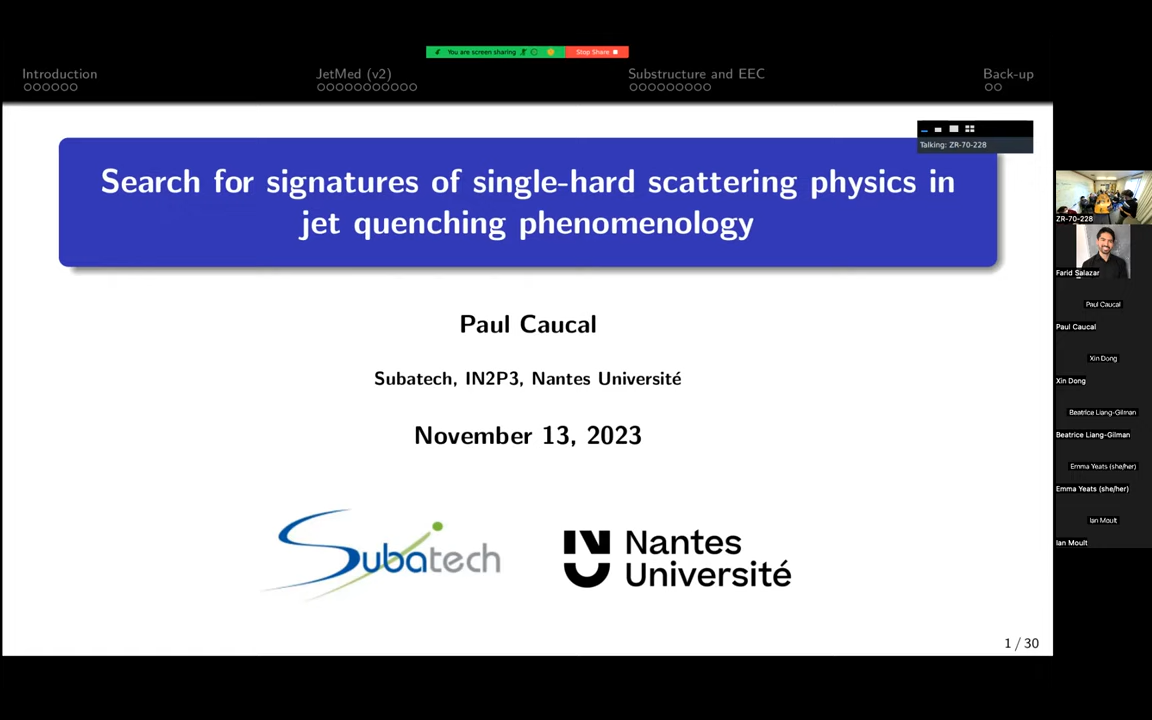 You are screen sharing
Stop Share
Introduction
JetMed (v2)
Substructure and EEC
Back-up
Talking: ZR-70-228
Search for signatures of single-hard scattering physics in
jet quenching phenomenology
Paul Caucal
Subatech, IN2P3, Nantes Université
November 13, 2023
Subatech
Nantes
Université
1 / 30
ZR-70-228
Farid Salazar
Paul Caucal
Paul Caucal
Xin Dong
Xin Dong
Beatrice Liang-Gilman
Beatrice Liang-Gilman
Emma Yeats (she/her)
Emma Yeats (she/her)
Ian Moult
Ian Moult